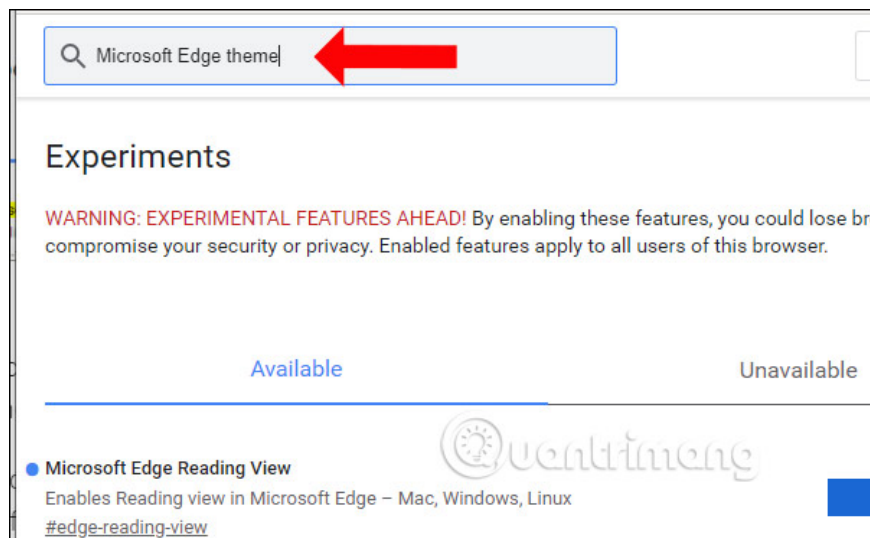 Microsoft Edge theme
Experiments
WARNING: EXPERIMENTAL FEATURES AHEAD! By enabling these features, you could lose br
compromise your security or privacy. Enabled features apply to all users of this browser.
Available
Unavailable
Quantrimang
Microsoft Edge Reading View
Enables Reading view in Microsoft Edge – Mac, Windows, Linux
#edge-reading-view